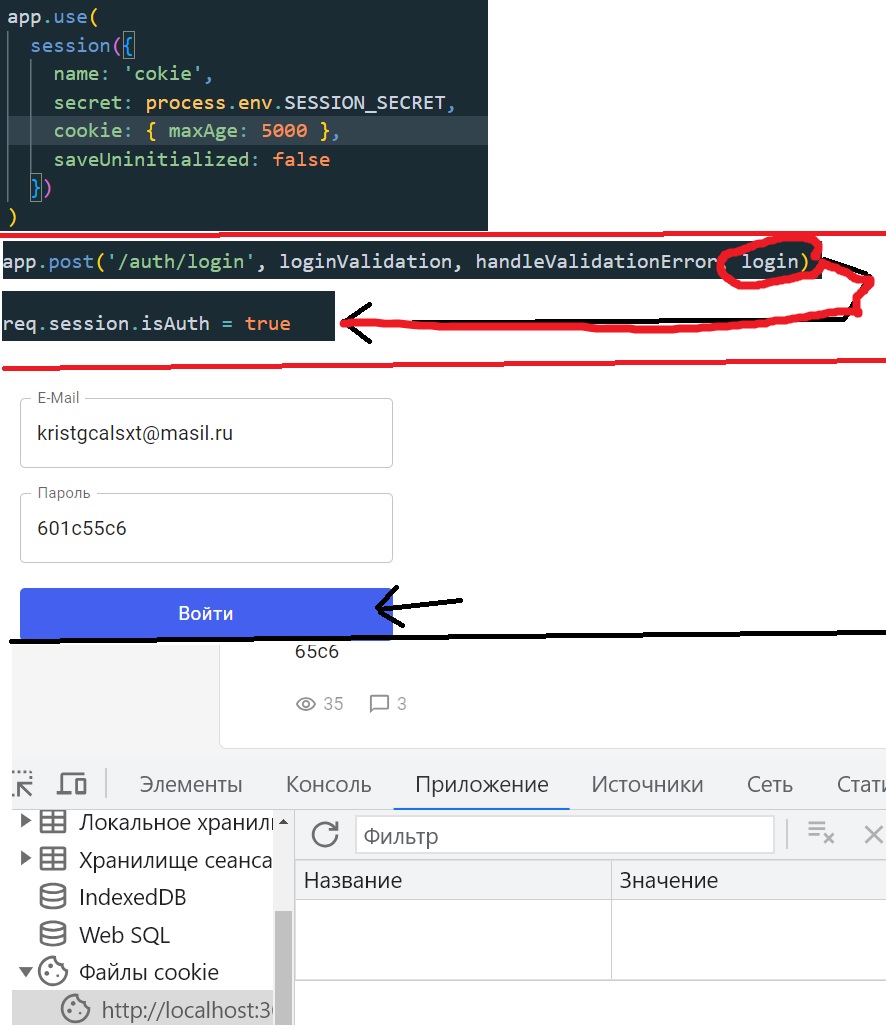 app.use(
session({
name: 'cokie',
secret: process.env.SESSION_SECRET,
cookie: { maxAge: 5000 },
saveUninitialized: false
})
)
app.post('/auth/login', loginValidation, handleValidationError login)
req.session.isAuth = true
E-Mail
kristgcalsxt@masil.ru
Пароль
601c55c6
Войти
65c6
35 3
Элементы Консоль Приложение Источники Сеть Стати
Локальное хранил
Фильтр
Хранилище сеанса
Название Значение
IndexedDB
Web SQL
Файлы cookie
http://localhost:30